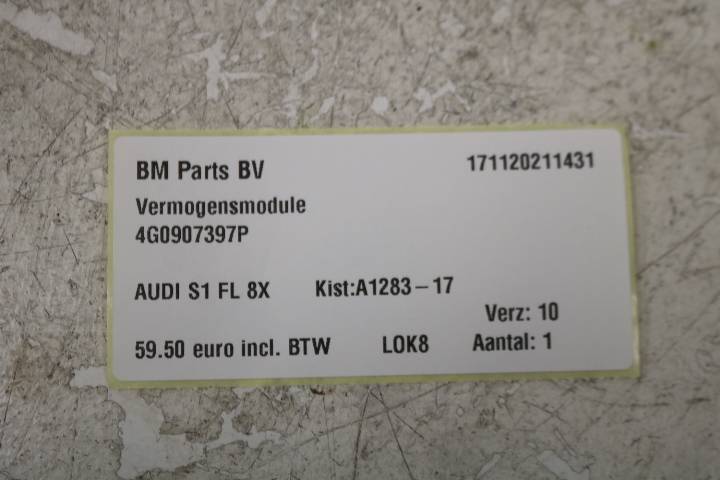 BM Parts BV 171120211431
Vermogensmodule
4G0907397P
AUDI S1 FL 8X Kist:A1283-17
Verz: 10
59.50 euro incl. BTW LOK8 Aantal: 1